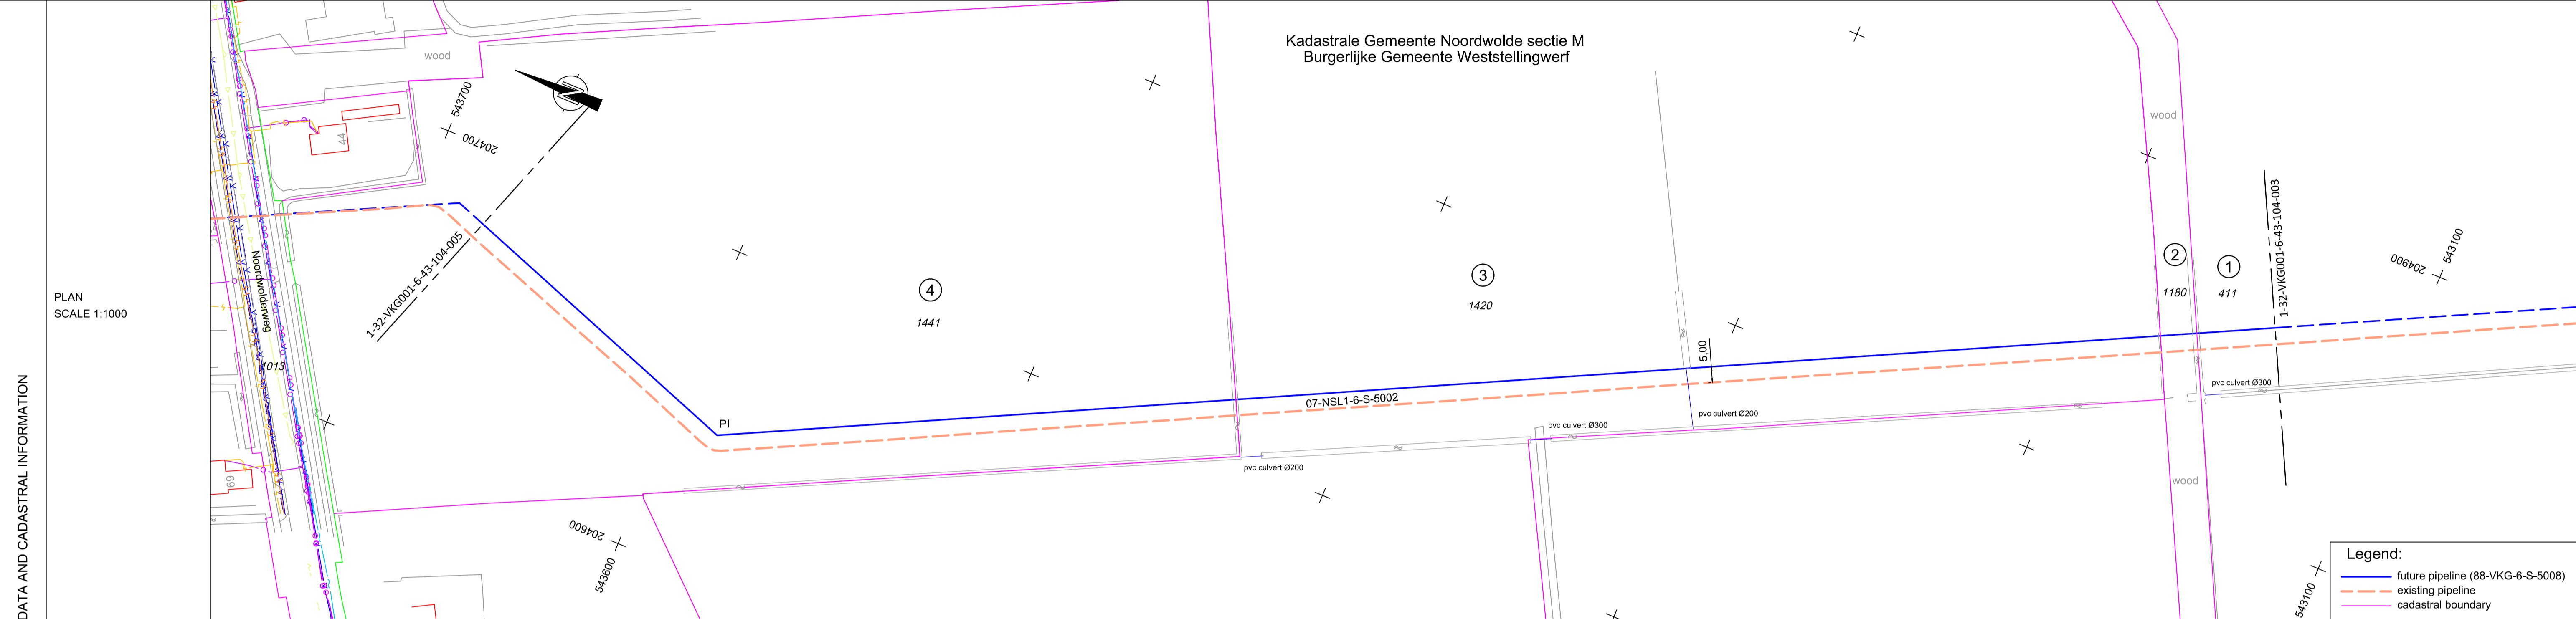 DATA AND CADASTRAL INFORMATION
PLAN
SCALE 1:1000
Kadastrale Gemeente Noordwolde sectie M
Burgerlijke Gemeente Weststellingwerf
wood
N
543700
204700
44
Noordwolderweg
1013
69
1-32-VKG001-6-43-104-005
4
1441
PI
204600
543600
07-NSL1-6-S-5002
pvc culvert Ø200
3
1420
5.00
pvc culvert Ø300
pvc culvert Ø200
wood
2
1180
1
411
1-32-VKG001-6-43-104-003
204900
543100
pvc culvert Ø300
wood
543100
Legend:
future pipeline (88-VKG-6-S-5008)
existing pipeline
cadastral boundary